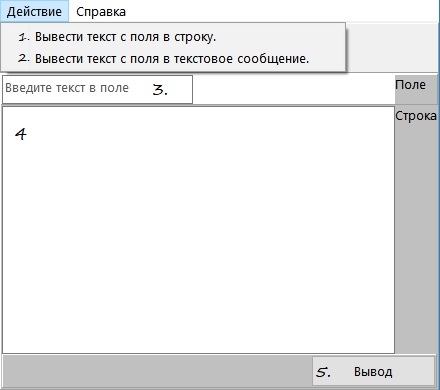 Действие Справка
1. Вывести текст с поля в строку.
2. Вывести текст с поля в текстовое сообщение.
Введите текст в поле 3. Поле
4 Строка
5. Вывод